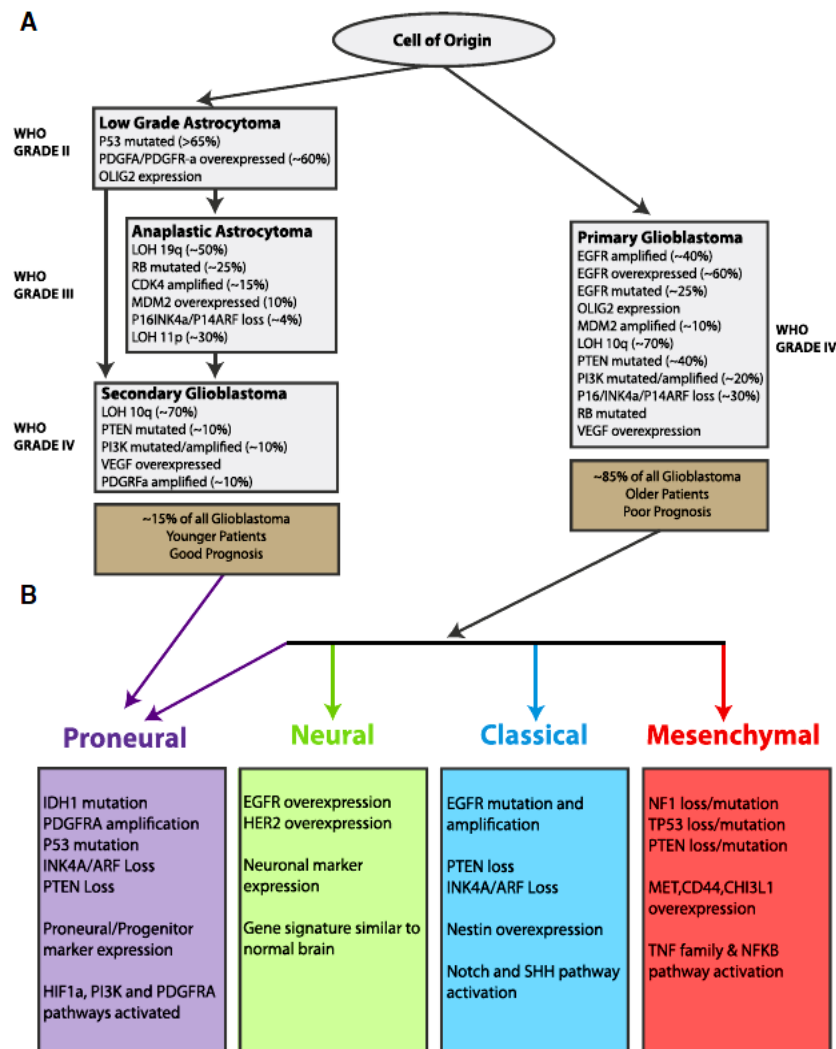 A
Cell of Origin
WHO
GRADE II
Low Grade Astrocytoma
P53 mutated (>65%)
PDGFA/PDGFR-a overexpressed (~60%)
OLIG2 expression
WHO
GRADE III
Anaplastic Astrocytoma
LOH 19q (~50%)
RB mutated (~25%)
CDK4 amplified (~15%)
MDM2 overexpressed (10%)
P16INK4a/P14ARF loss (~4%)
LOH 11p (~30%)
WHO
GRADE IV
Secondary Glioblastoma
LOH 10q (~70%)
PTEN mutated (~10%)
PI3K mutated/amplified (~10%)
VEGF overexpressed
PDGRFa amplified (~10%)
~15% of all Glioblastoma
Younger Patients
Good Prognosis
Primary Glioblastoma
EGFR amplified (~40%)
EGFR overexpressed (~60%)
EGFR mutated (~25%)
OLIG2 expression
MDM2 amplified (~10%)
LOH 10q (~70%)
PTEN mutated (~40%)
PI3K mutated/amplified (~20%)
P16/INK4a/P14ARF loss (~30%)
RB mutated
VEGF overexpression
WHO
GRADE IV
~85% of all Glioblastoma
Older Patients
Poor Prognosis
B
Proneural
IDH1 mutation
PDGFRA amplification
P53 mutation
INK4A/ARF Loss
PTEN Loss
Proneural/Progenitor
marker expression
HIF1a, PI3K and PDGFRA
pathways activated
Neural
EGFR overexpression
HER2 overexpression
Neuronal marker
expression
Gene signature similar to
normal brain
Classical
EGFR mutation and
amplification
PTEN loss
INK4A/ARF Loss
Nestin overexpression
Notch and SHH pathway
activation
Mesenchymal
NF1 loss/mutation
TP53 loss/mutation
PTEN loss/mutation
MET,CD44,CHI3L1
overexpression
TNF family & NFKB
pathway activation